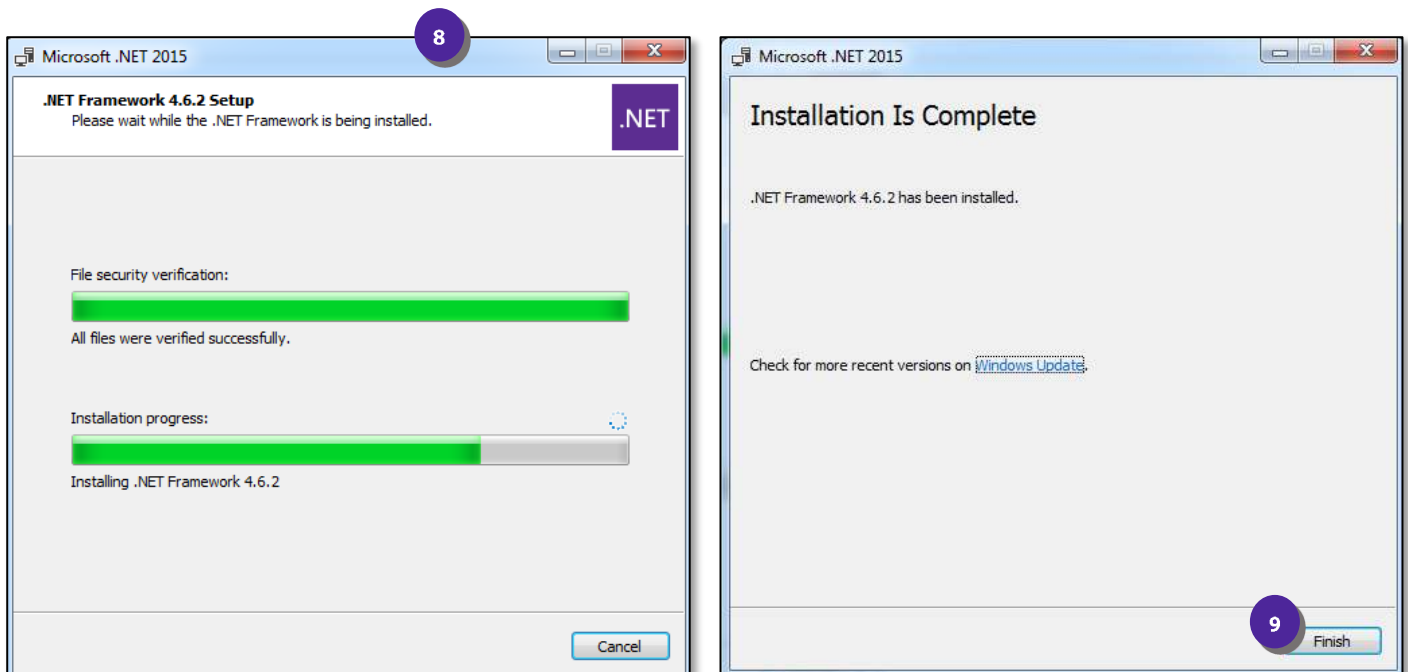 8
Microsoft .NET 2015
.NET Framework 4.6.2 Setup
Please wait while the .NET Framework is being installed.
.NET
File security verification:
All files were verified successfully.
Installation progress:
Installing .NET Framework 4.6.2
Cancel
Microsoft .NET 2015
Installation Is Complete
.NET Framework 4.6.2 has been installed.
Check for more recent versions on Windows Update.
9
Finish